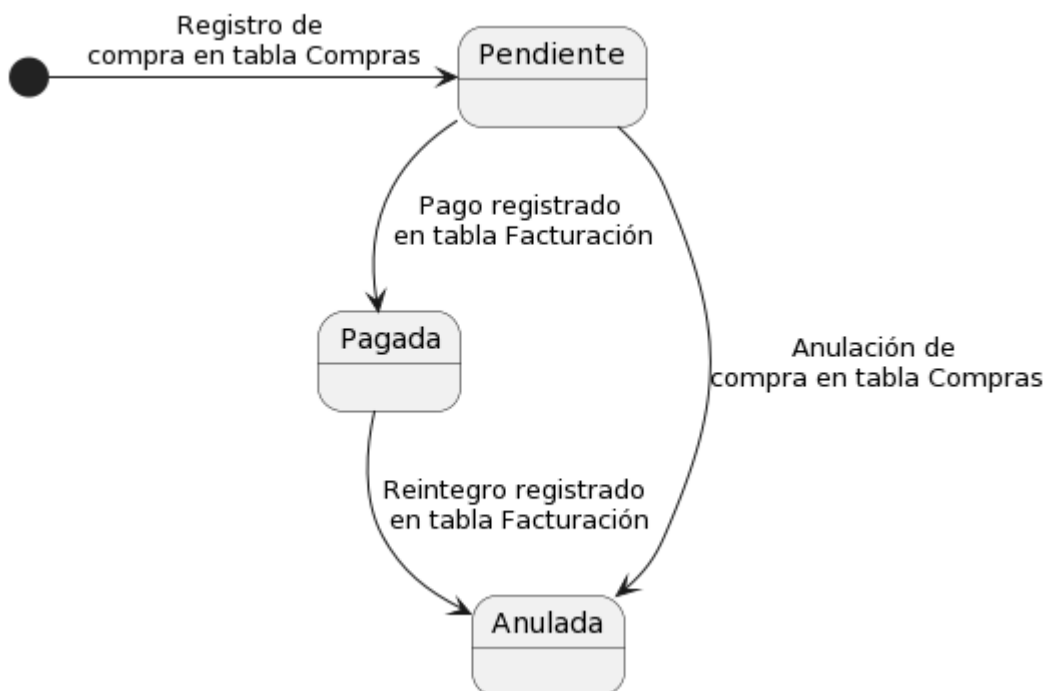 Registro de
compra en tabla Compras
Pendiente
Pago registrado
en tabla Facturación
Pagada
Anulación de
compra en tabla Compras
Reintegro registrado
en tabla Facturación
Anulada